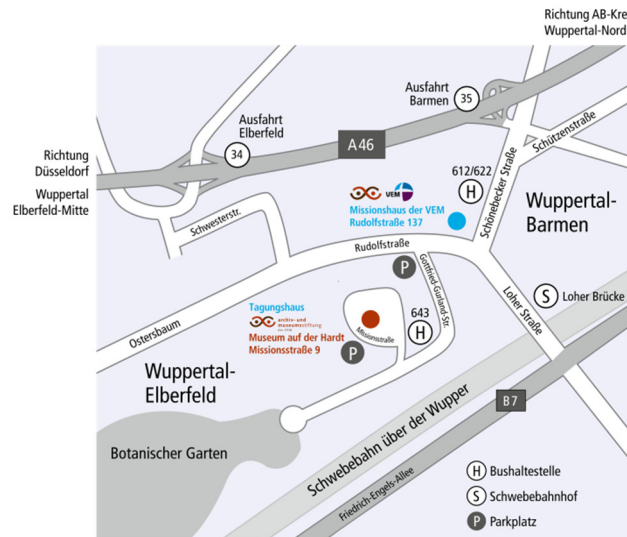 Richtung AB-Kre
Wuppertal-Nord
Ausfahrt
Barmen
35
Ausfahrt
Elberfeld
34
A46
Richtung
Düsseldorf
Wuppertal
Elberfeld-Mitte
Schützenstraße
612/622
H
Schönebecker Straße
VEM
Missionshaus der VEM
Rudolfstraße 137
Wuppertal-
Barmen
Schwesterstr.
Rudolfstraße
P
Gottfried-Gurland-Str.
S
Loher Brücke
Loher Straße
Tagungshaus
archiv- und
museumsstiftung
Museum auf der Hardt
Missionsstraße 9
Missionsstraße
P
643
H
Ostersbaum
Wuppertal-
Elberfeld
B7
Botanischer Garten
Schwebebahn über der Wupper
Friedrich-Engels-Allee
H Bushaltestelle
S Schwebebahnhof
P Parkplatz